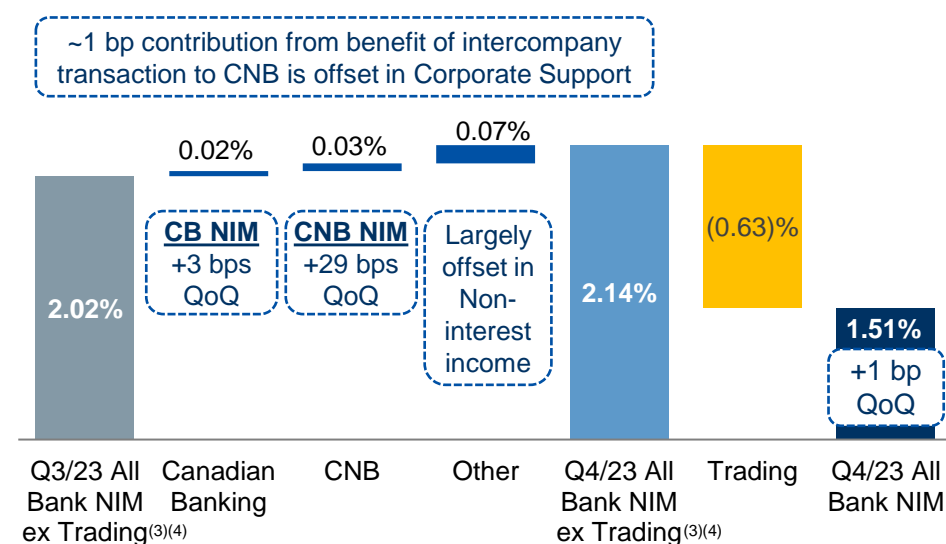 ~1 bp contribution from benefit of intercompany
transaction to CNB is offset in Corporate Support
0.02%
0.03%
0.07%
CB NIM
+3 bps
QoQ
CNB NIM
+29 bps
QoQ
Largely
offset in
Non-
interest
income
(0.63)%
2.02%
2.14%
1.51%
+1 bp
QoQ
Q3/23 All
Bank NIM
ex Trading(3)(4)
Canadian
Banking
CNB
Other
Q4/23 All
Bank NIM
ex Trading(3)(4)
Trading
Q4/23 All
Bank NIM